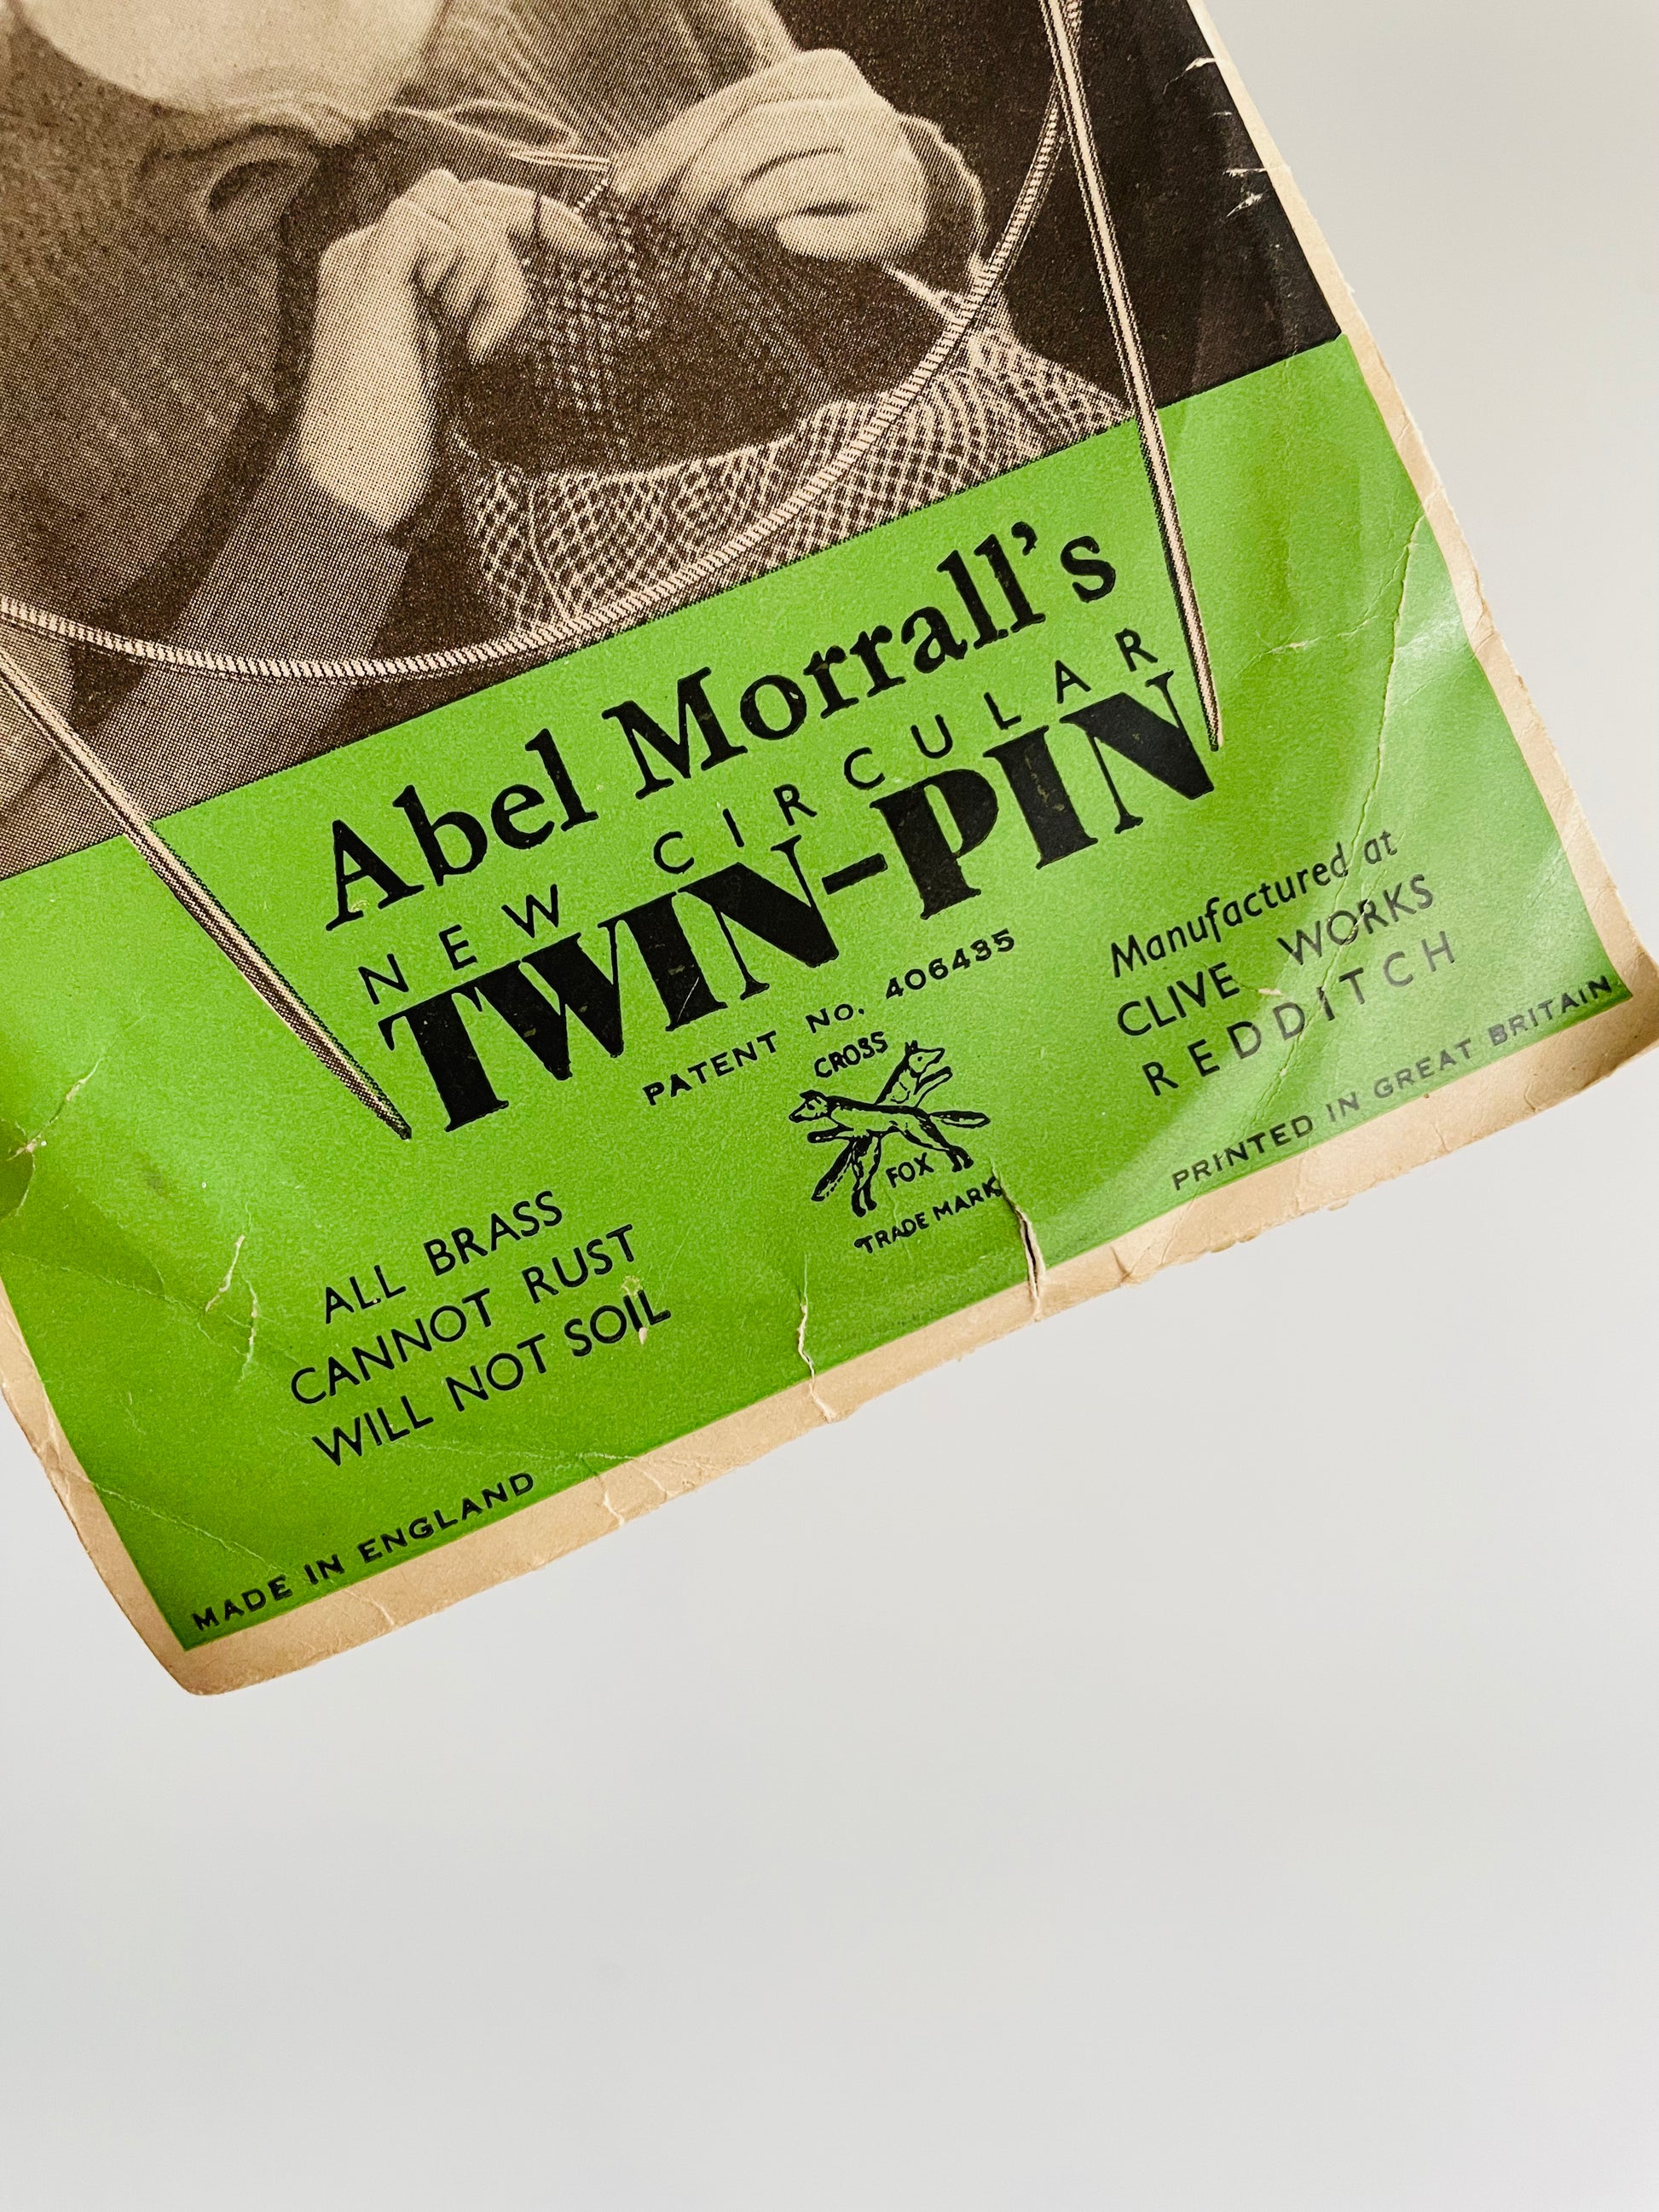 Abel Morrall's
NEW CIRCULAR
TWIN-PIN
PATENT No. 406435
CROSS
FOX
TRADE MARK
ALL BRASS
CANNOT RUST
WILL NOT SOIL
Manufactured at
CLIVE WORKS
REDDITCH
MADE IN ENGLAND
PRINTED IN GREAT BRITAIN